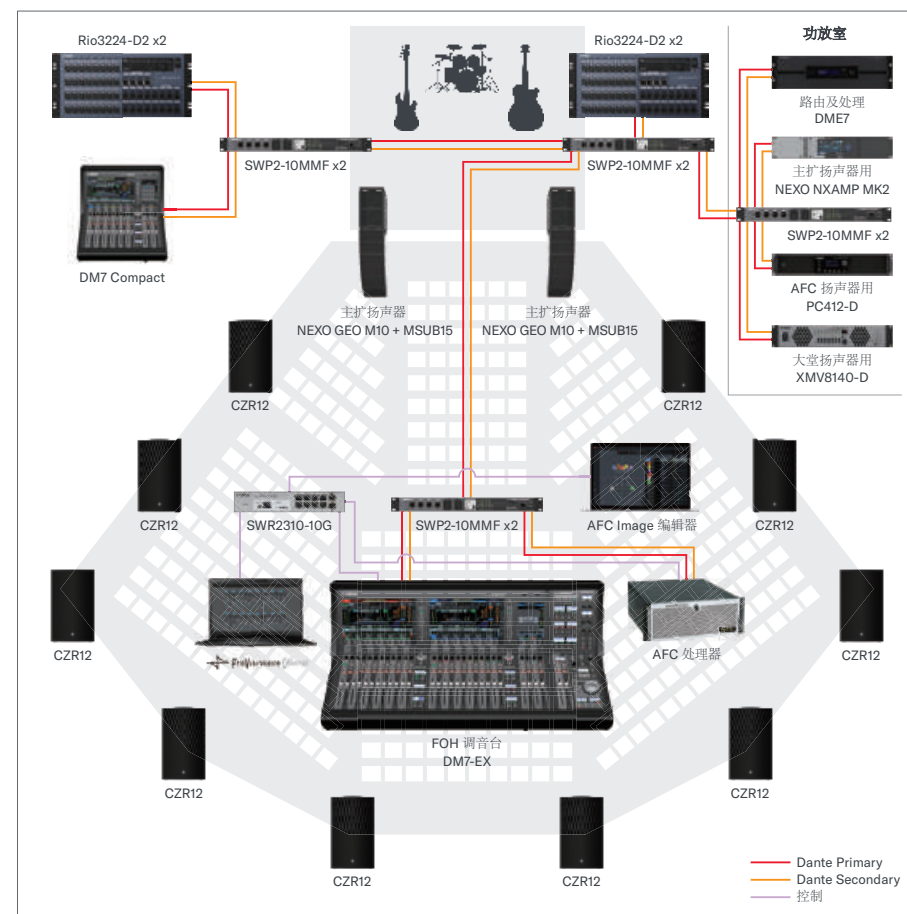 Rio3224-D2 x2
Rio3224-D2 x2
功放室
路由及处理
DME7
SWP2-10MMF x2
SWP2-10MMF x2
主扩扬声器用
NEXO NXAMP MK2
SWP2-10MMF x2
DM7 Compact
AFC 扬声器用
PC412-D
主扩扬声器
NEXO GEO M10 + MSUB15
主扩扬声器
NEXO GEO M10 + MSUB15
大堂扬声器用
XMV8140-D
CZR12
CZR12
CZR12
SWR2310-10G
SWP2-10MMF x2
AFC Image 编辑器
CZR12
CZR12
ProVisionaire Control
AFC 处理器
CZR12
FOH 调音台
DM7-EX
CZR12
CZR12
CZR12
CZR12
Dante Primary
Dante Secondary
控制